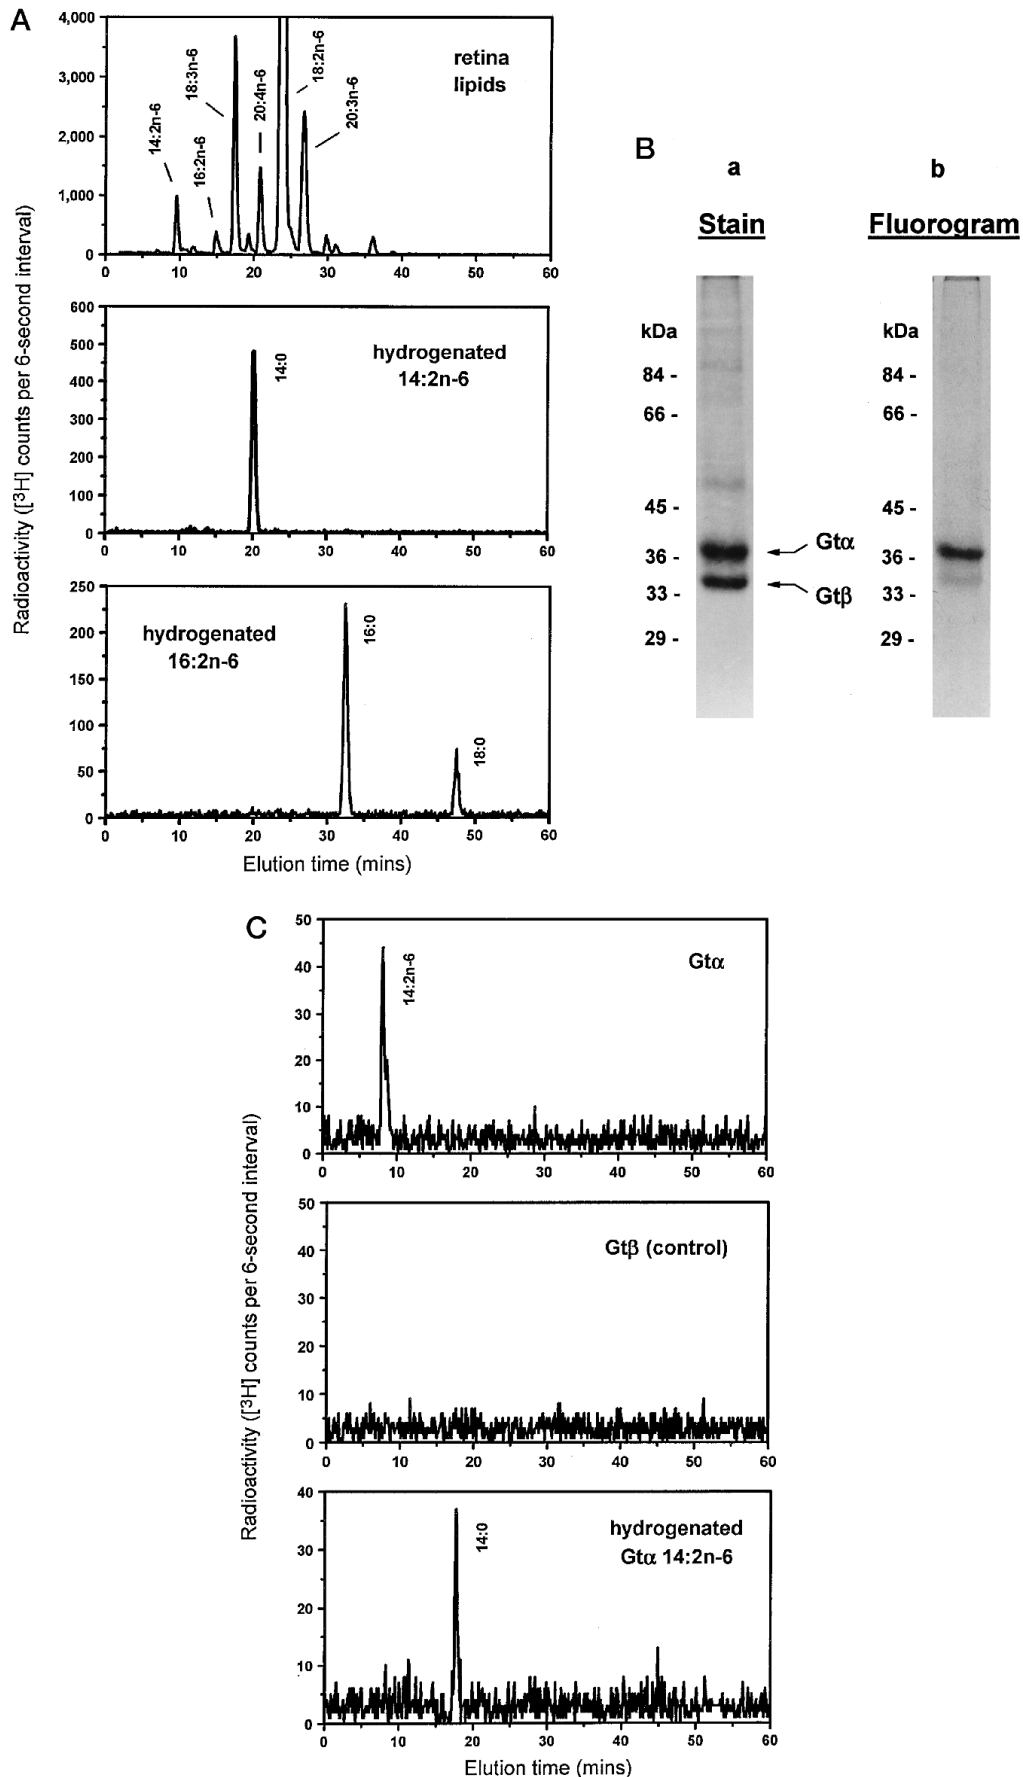 A
4,000
3,000
2,000
1,000
0
0 10 20 30 40 50 60
14:2n-6
16:2n-6
18:3n-6
20:4n-6
18:2n-6
20:3n-6
retina
lipids
600
500
400
300
200
100
0
0 10 20 30 40 50 60
14:0
hydrogenated
14:2n-6
250
200
150
100
50
0
0 10 20 30 40 50 60
hydrogenated
16:2n-6
16:0
18:0
Radioactivity ([³H] counts per 6-second interval)
Elution time (mins)
B
a
b
Stain
Fluorogram
kDa
84 -
66 -
45 -
36 -
33 -
29 -
Gtα
Gtβ
kDa
84 -
66 -
45 -
36 -
33 -
29 -
C
50
40
30
20
10
0
0 10 20 30 40 50 60
14:2n-6
Gtα
50
40
30
20
10
0
0 10 20 30 40 50 60
Gtβ (control)
40
30
20
10
0
0 10 20 30 40 50 60
14:0
hydrogenated
Gtα 14:2n-6
Radioactivity ([³H] counts per 6-second interval)
Elution time (mins)